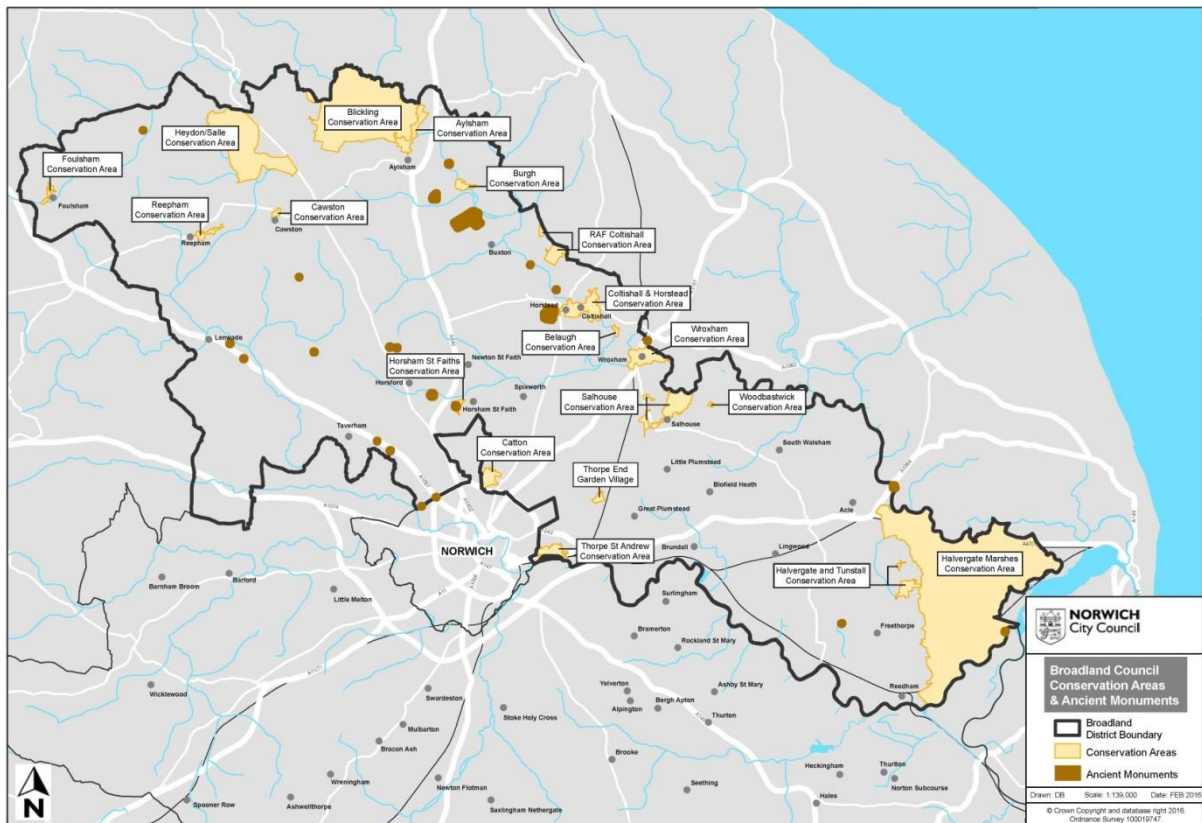 Blickling
Conservation Area
Aylsham
Conservation Area
Heydon/Salle
Conservation Area
Foulsham
Conservation Area
Aylsham
Burgh
Conservation Area
Foulsham
Reepham
Conservation Area
Cawston
Conservation Area
Cawston
Reepham
RAF Coltishall
Conservation Area
Buxton
Coltishall & Horstead
Conservation Area
Horstead
Coltishall
Belaugh
Conservation Area
Wroxham
Conservation Area
Lenwade
A140
Wroxham
Newton St Faith
Horsham St Faiths
Conservation Area
Horsford
Spixworth
Horsham St Faith
Salhouse
Conservation Area
Woodbastwick
Conservation Area
Salhouse
Taverham
Catton
Conservation Area
South Walsham
Little Plumstead
Thorpe End
Garden Village
Blofield Heath
Great Plumstead
Acle
A1074
NORWICH
Thorpe St Andrew
Conservation Area
Brundall
Lingwood
Halvergate Marshes
Conservation Area
Halvergate and Tunstall
Conservation Area
Barnham Broom
Barford
Little Melton
Surlingham
Bramerton
Rockland St Mary
Freethorpe
Reedham
Wicklewood
Swardeston
Yelverton
Alpington
Ashby St Mary
Bergh Apton
Stoke Holy Cross
Thurton
Mulbarton
Bracon Ash
Brooke
Wreningham
Newton Flotman
Seething
Heckingham
Thurlton
Norton Subcourse
Spooner Row
Ashwellthorpe
Saxlingham Nethergate
Hales
N
NORWICH
City Council
Broadland Council
Conservation Areas
& Ancient Monuments
Broadland
District Boundary
Conservation Areas
Ancient Monuments
Drawn: DB Scale: 1:139,000 Date: FEB 2016
© Crown Copyright and database right 2016.
Ordnance Survey 100019747.